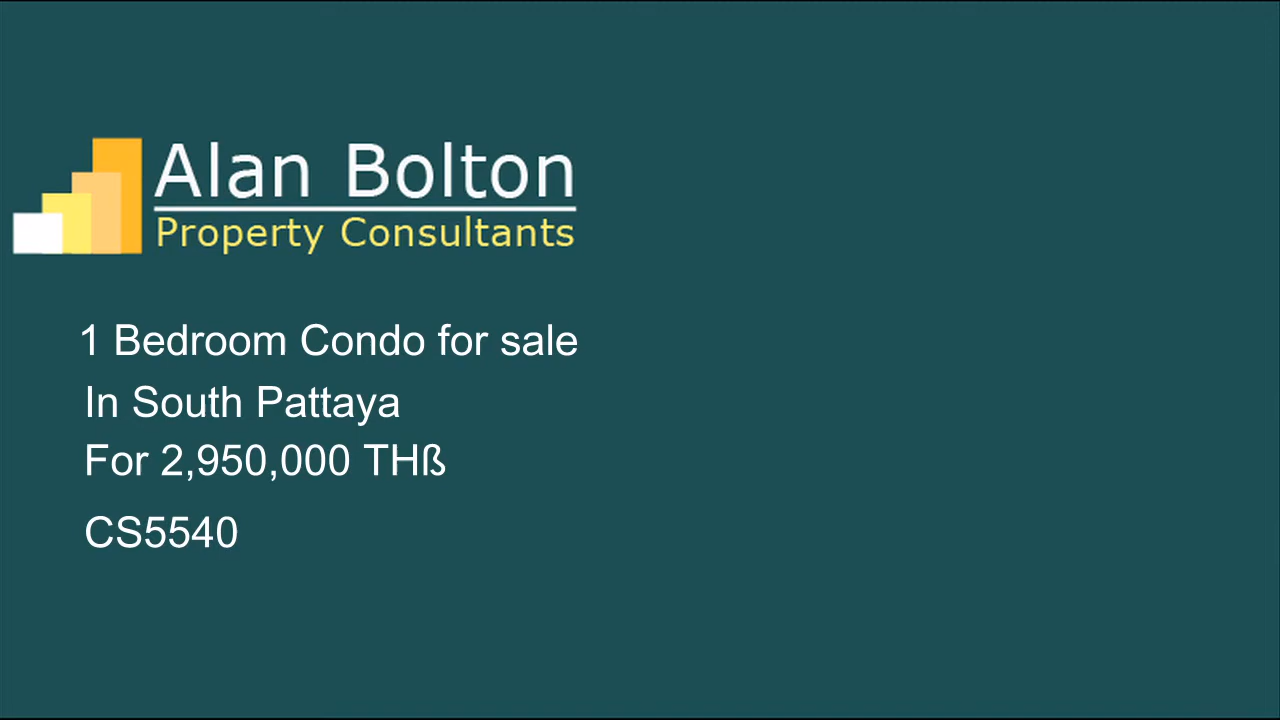 Alan Bolton
Property Consultants
1 Bedroom Condo for sale
In South Pattaya
For 2,950,000 THß
CS5540